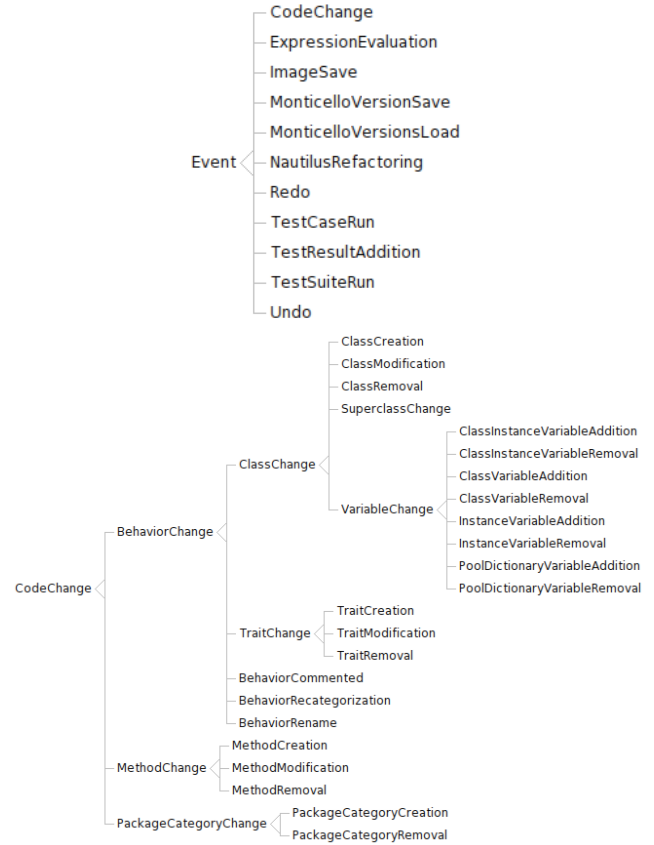 CodeChange
ExpressionEvaluation
ImageSave
MonticelloVersionSave
MonticelloVersionsLoad
Event
NautilusRefactoring
Redo
TestCaseRun
TestResultAddition
TestSuiteRun
Undo
ClassCreation
ClassModification
ClassRemoval
SuperclassChange
ClassInstanceVariableAddition
ClassInstanceVariableRemoval
ClassChange
ClassVariableAddition
ClassVariableRemoval
VariableChange
InstanceVariableAddition
BehaviorChange
InstanceVariableRemoval
PoolDictionaryVariableAddition
CodeChange
PoolDictionaryVariableRemoval
TraitCreation
TraitChange
TraitModification
TraitRemoval
BehaviorCommented
BehaviorRecategorization
BehaviorRename
MethodCreation
MethodChange
MethodModification
MethodRemoval
PackageCategoryCreation
PackageCategoryChange
PackageCategoryRemoval